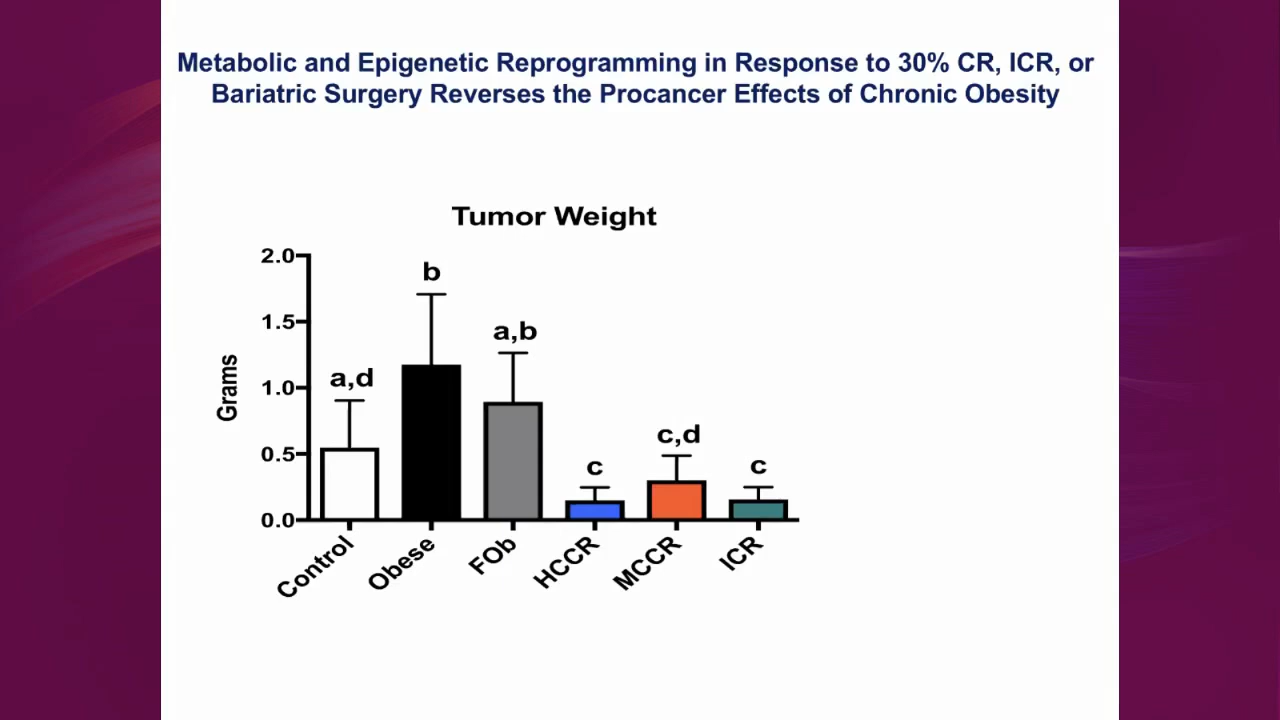 Metabolic and Epigenetic Reprogramming in Response to 30% CR, ICR, or
Bariatric Surgery Reverses the Procancer Effects of Chronic Obesity
Tumor Weight
2.0
1.5
1.0
0.5
0.0
Grams
a,d
b
a,b
c
c,d
c
Control
Obese
FOb
HCCR
MCCR
ICR